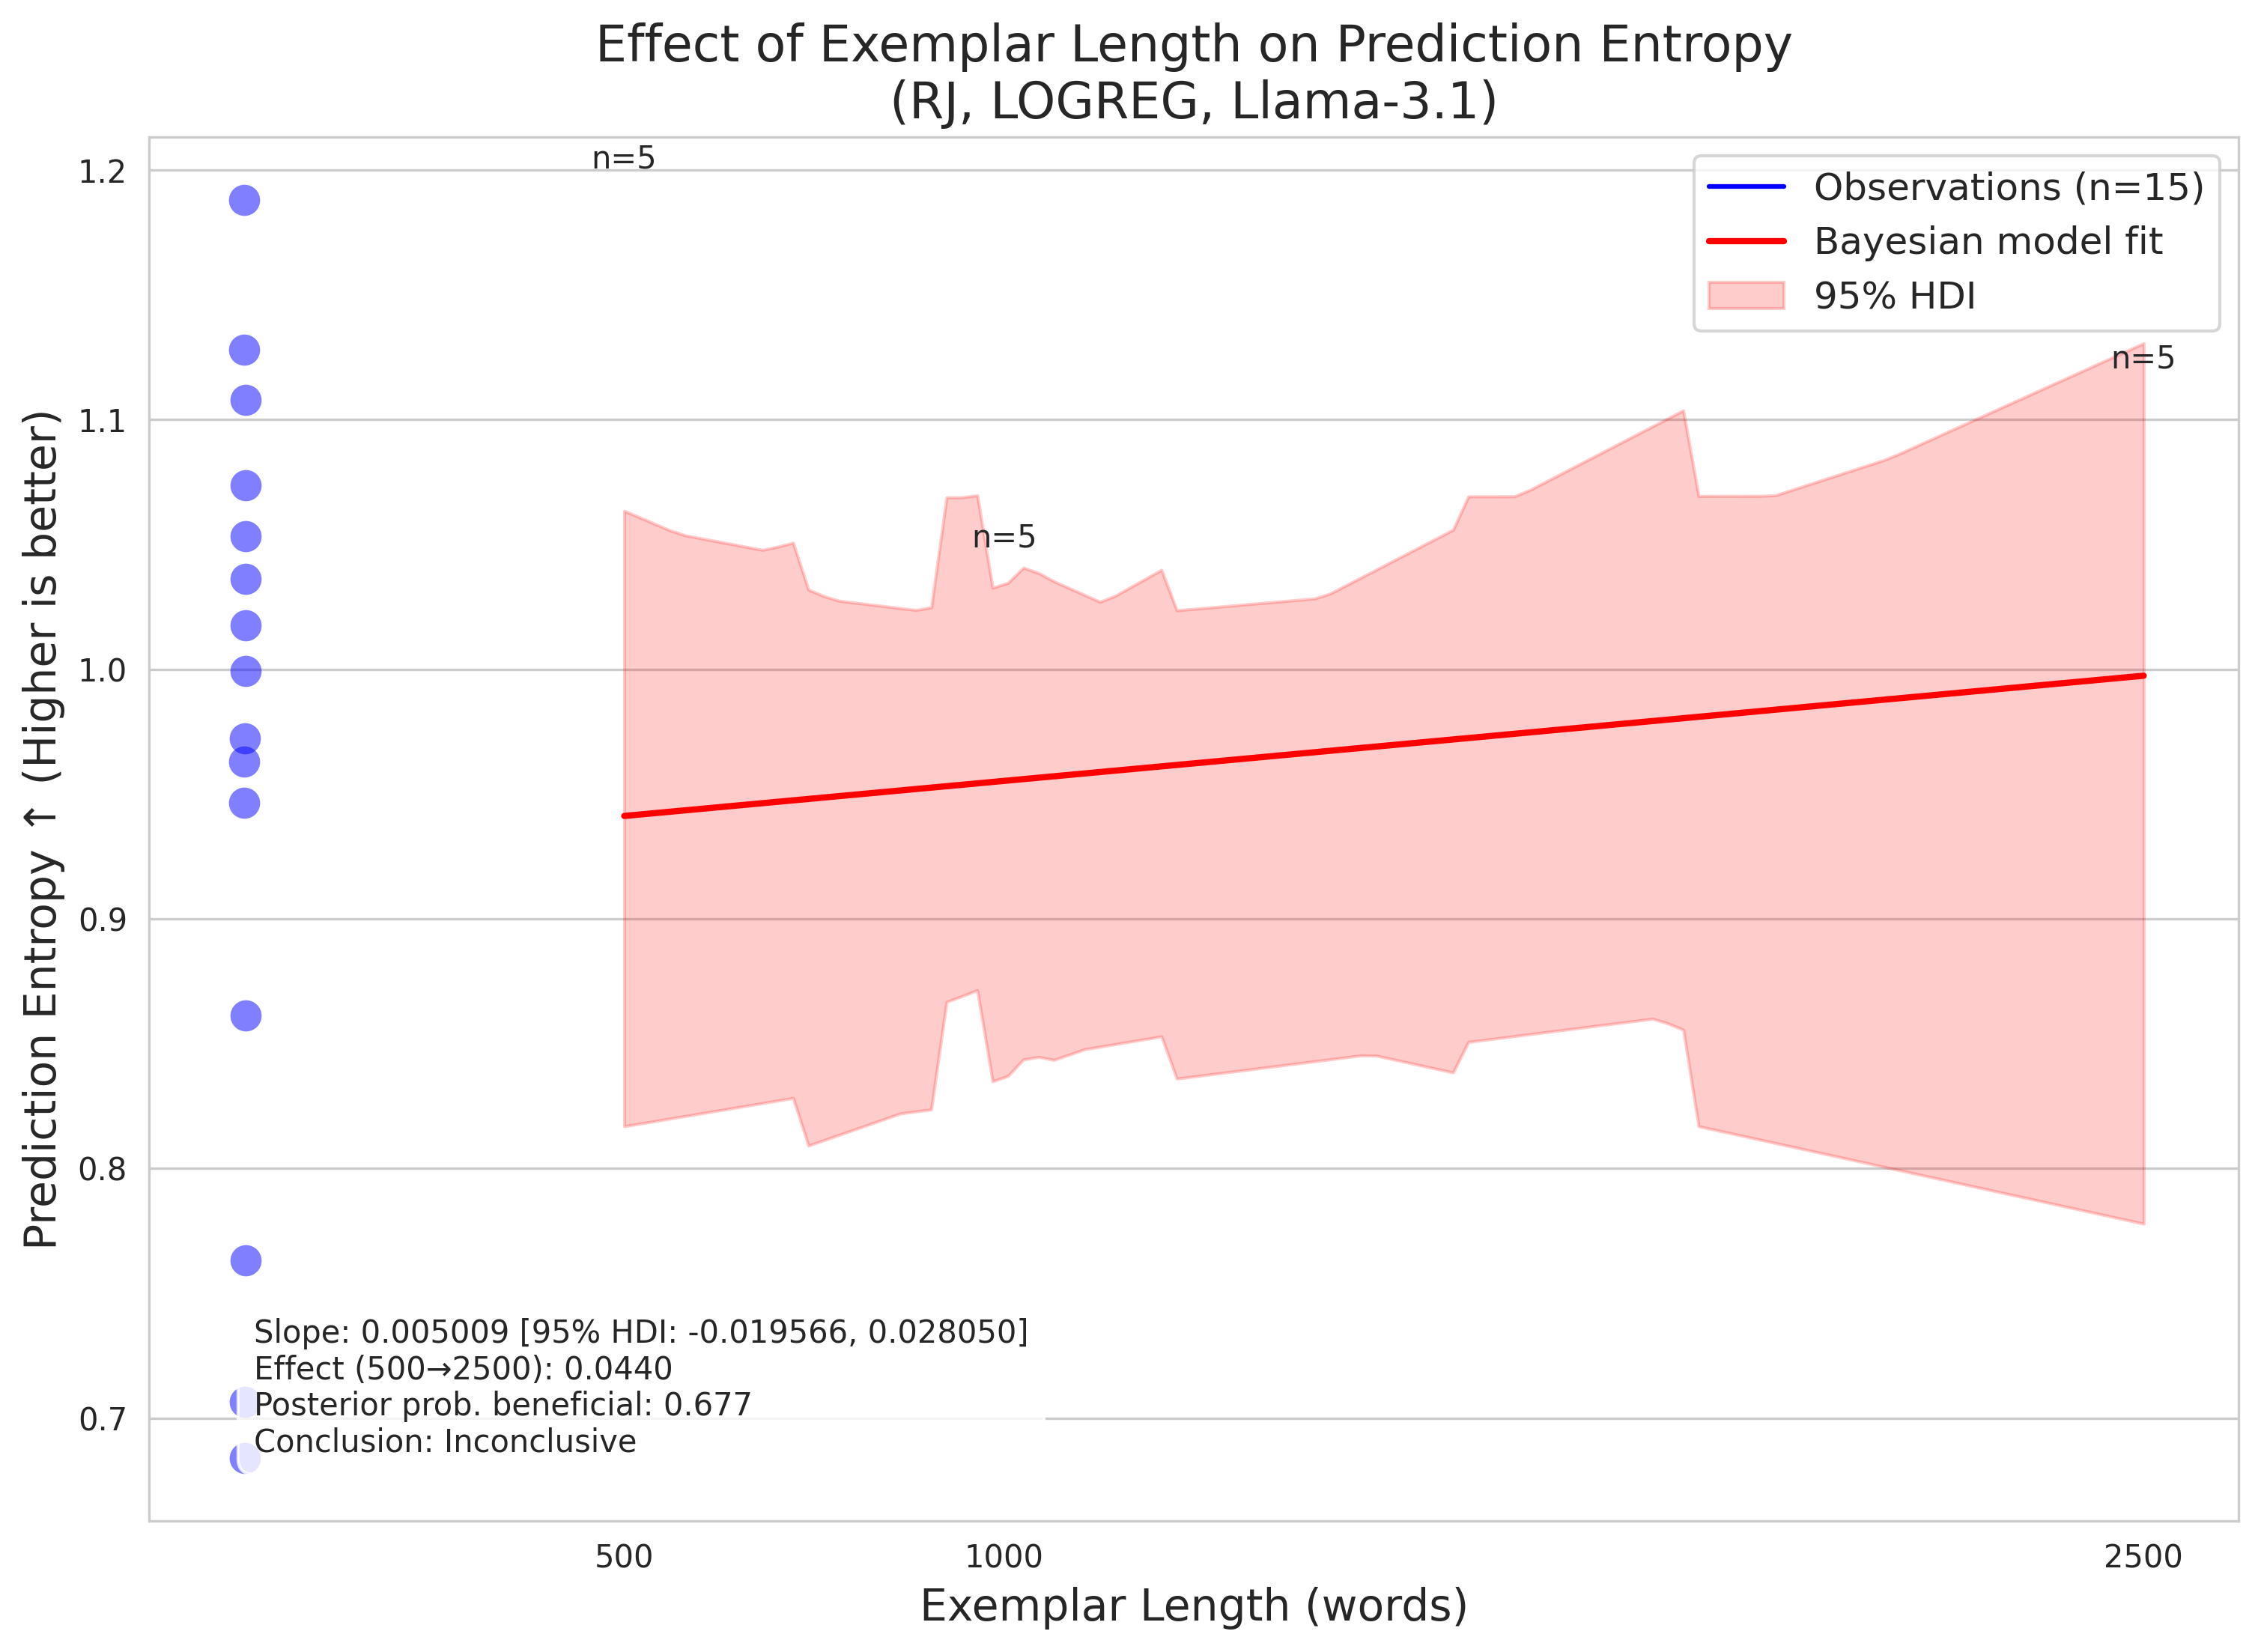 Effect of Exemplar Length on Prediction Entropy
(RJ, LOGREG, Llama-3.1)
n=5
Observations (n=15)
Bayesian model fit
95% HDI
n=5
n=5
Prediction Entropy ↑ (Higher is better)
1.2
1.1
1.0
0.9
0.8
0.7
Slope: 0.005009 [95% HDI: -0.019566, 0.028050]
Effect (500→2500): 0.0440
Posterior prob. beneficial: 0.677
Conclusion: Inconclusive
500
1000
2500
Exemplar Length (words)